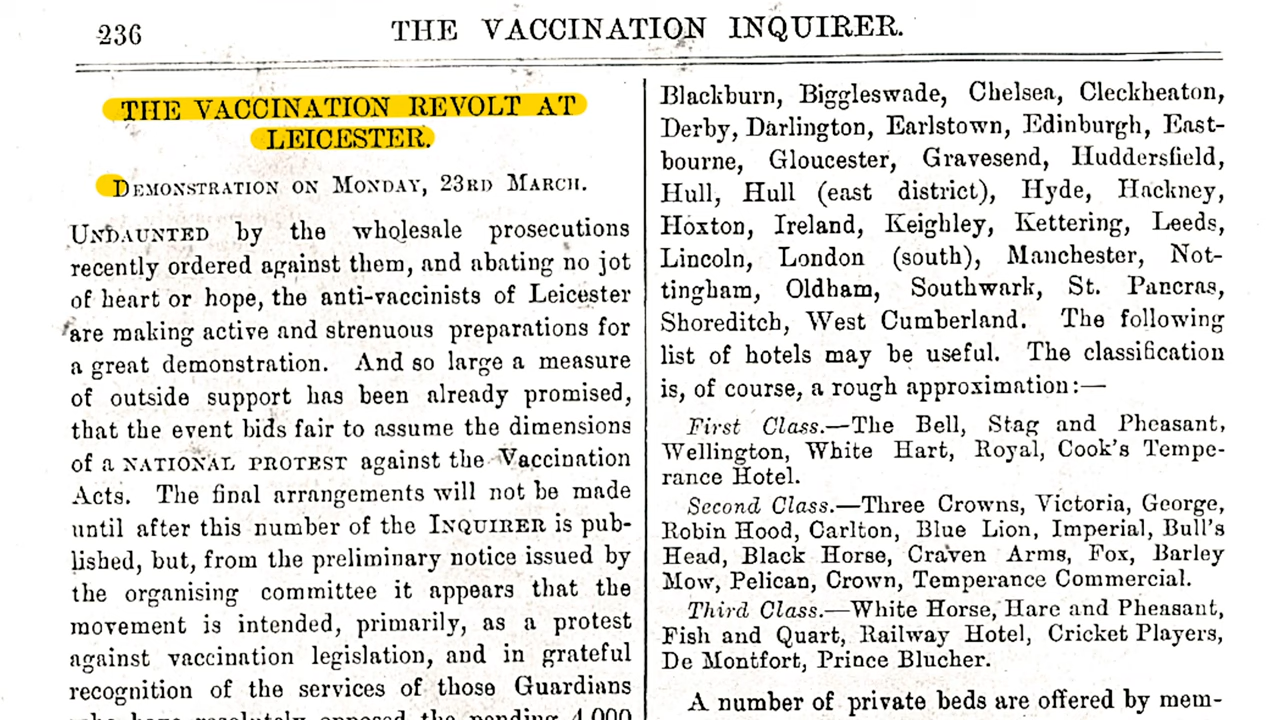 236
THE VACCINATION INQUIRER.
THE VACCINATION REVOLT AT
LEICESTER.
DEMONSTRATION ON MONDAY, 23RD MARCH.
UNDAUNTED by the wholesale prosecutions
recently ordered against them, and abating no jot
of heart or hope, the anti-vaccinists of Leicester
are making active and strenuous preparations for
a great demonstration. And so large a measure
of outside support has been already promised,
that the event bids fair to assume the dimensions
of a NATIONAL PROTEST against the Vaccination
Acts. The final arrangements will not be made
until after this number of the INQUIRER is pub-
lished, but, from the preliminary notice issued by
the organising committee it appears that the
movement is intended, primarily, as a protest
against vaccination legislation, and in grateful
recognition of the services of those Guardians
who have resolutely opposed the pending 4,000
Blackburn, Biggleswade, Chelsea, Cleckheaton,
Derby, Darlington, Earlstown, Edinburgh, East-
bourne, Gloucester, Gravesend, Huddersfield,
Hull, Hull (east district), Hyde, Hackney,
Hoxton, Ireland, Keighley, Kettering, Leeds,
Lincoln, London (south), Manchester, Not-
tingham, Oldham, Southwark, St. Pancras,
Shoreditch, West Cumberland. The following
list of hotels may be useful. The classification
is, of course, a rough approximation:—
First Class.—The Bell, Stag and Pheasant,
Wellington, White Hart, Royal, Cook's Tempe-
rance Hotel.
Second Class.—Three Crowns, Victoria, George,
Robin Hood, Carlton, Blue Lion, Imperial, Bull's
Head, Black Horse, Craven Arms, Fox, Barley
Mow, Pelican, Crown, Temperance Commercial.
Third Class.—White Horse, Hare and Pheasant,
Fish and Quart, Railway Hotel, Cricket Players,
De Montfort, Prince Blucher.
A number of private beds are offered by mem-